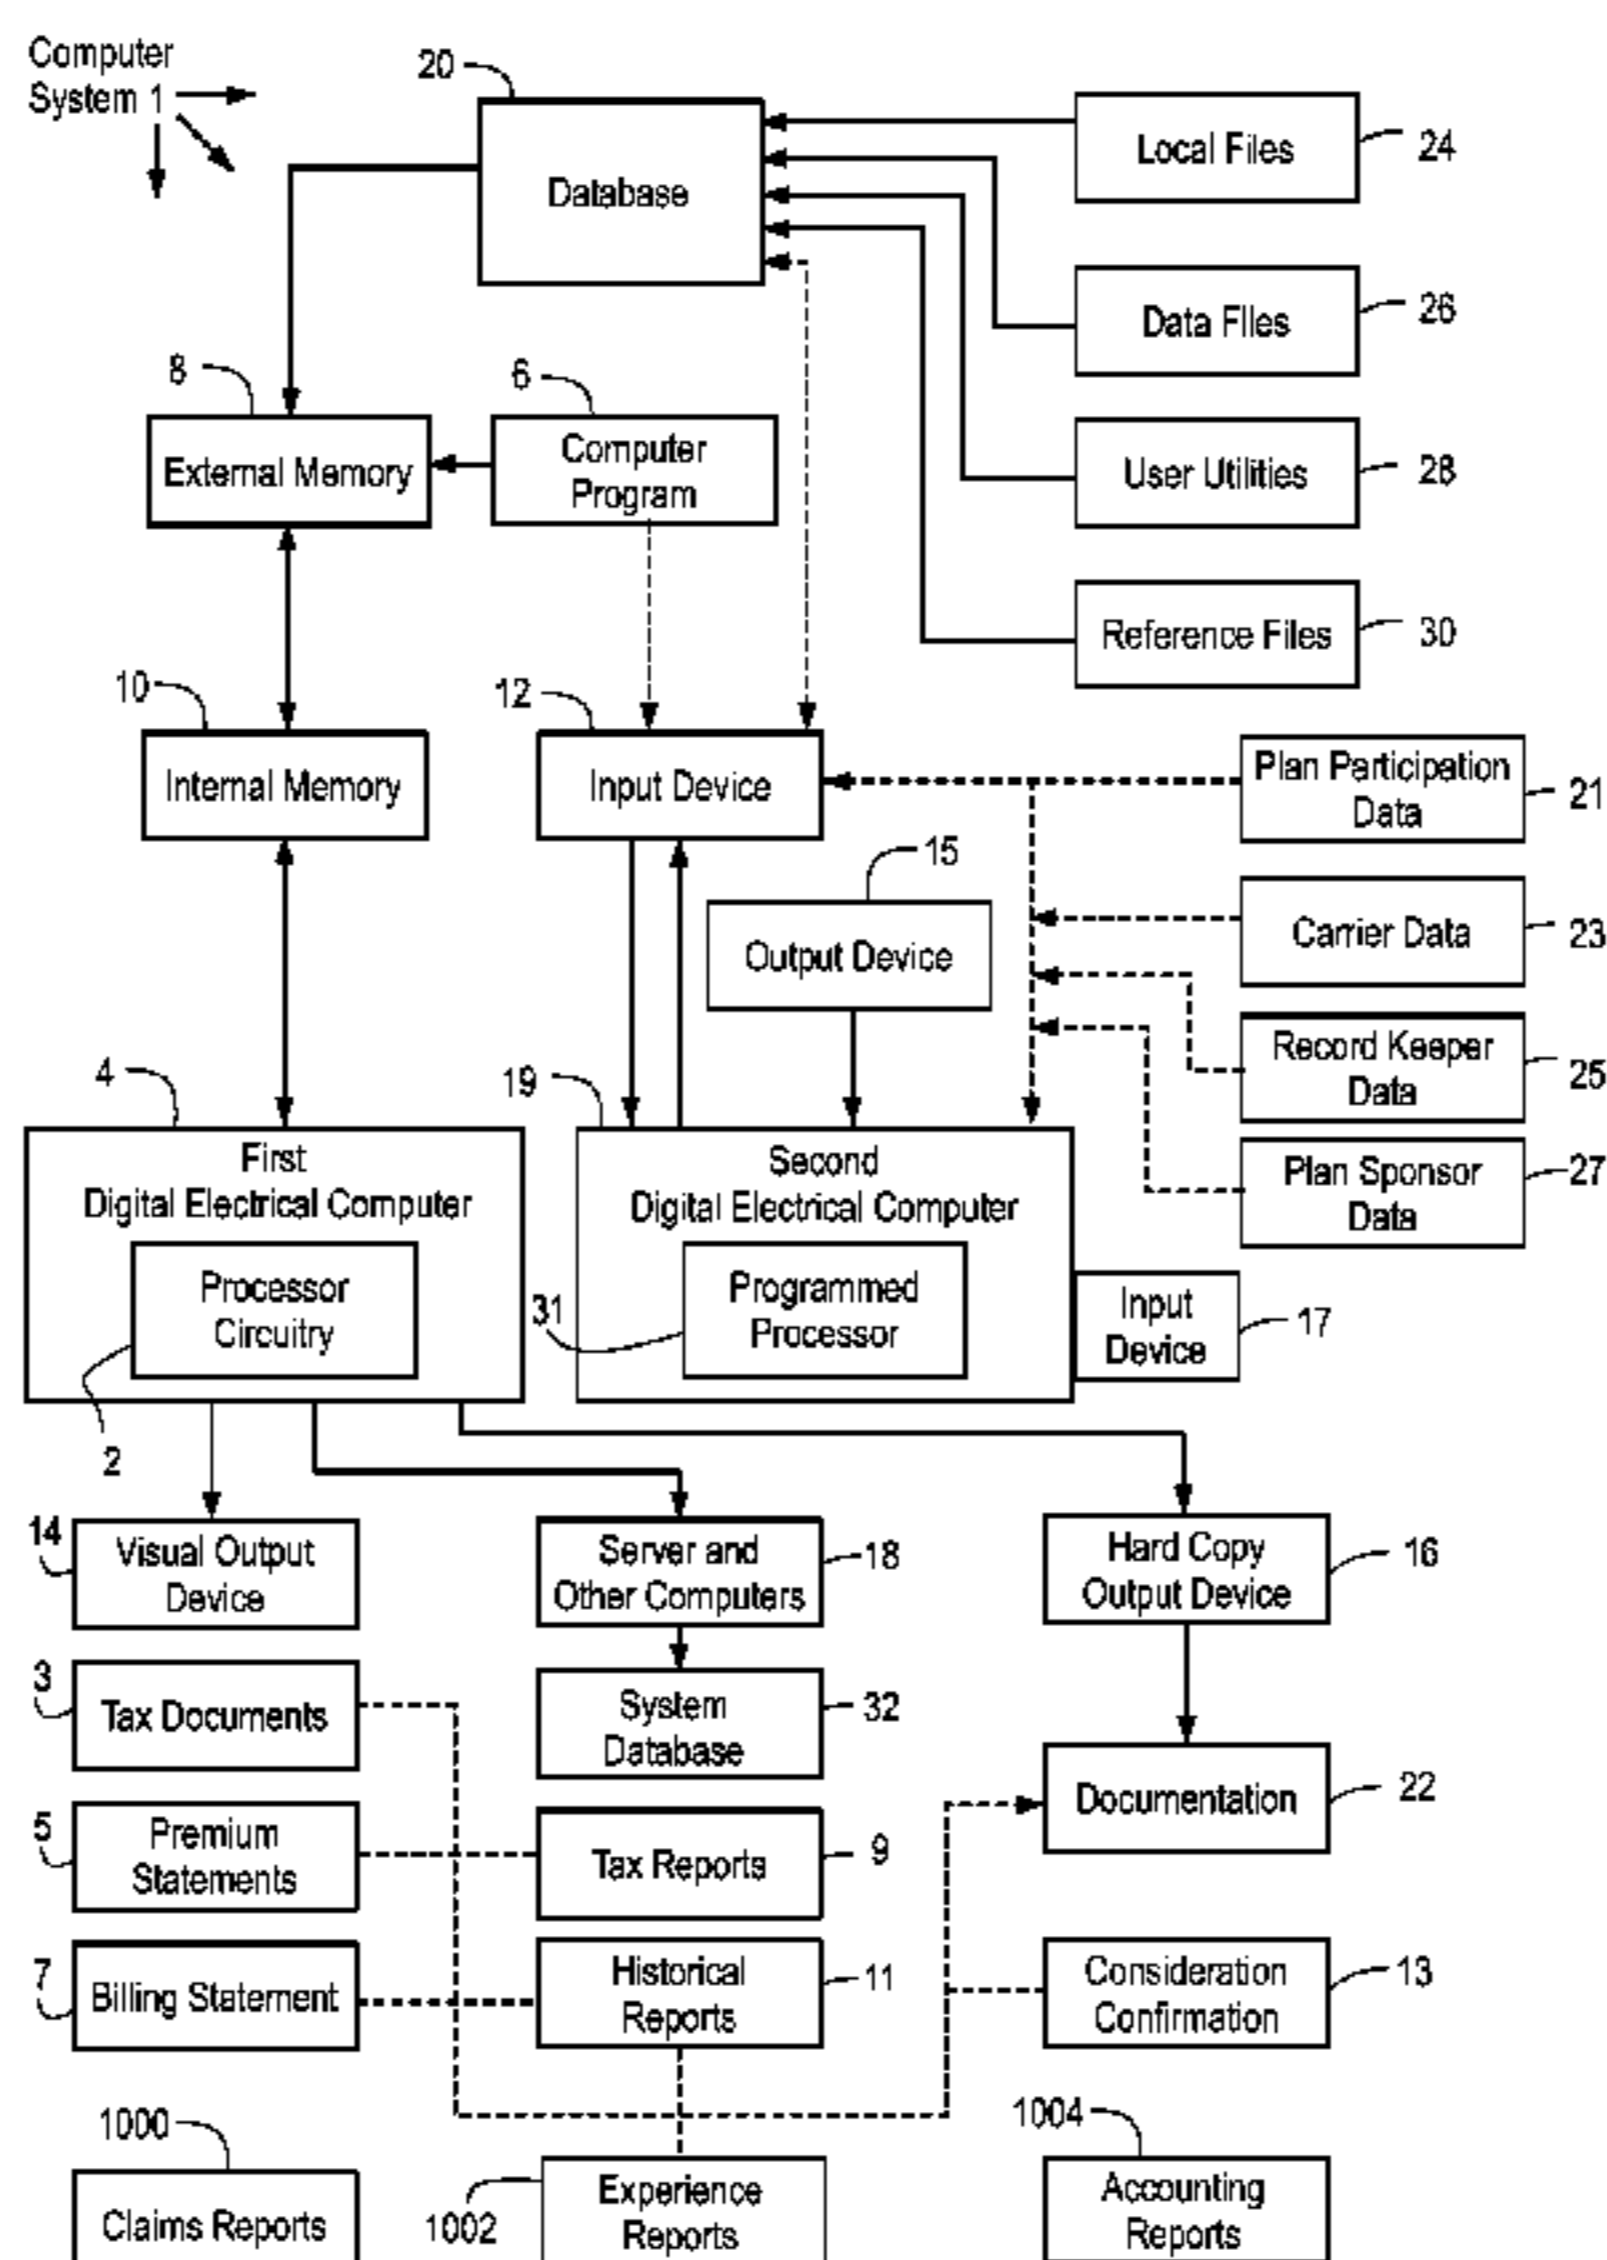 Computer
System 1
20
Database
Local Files
24
Data Files
26
8
6
External Memory
Computer
Program
User Utilities
28
Reference Files
30
10
12
Internal Memory
Input Device
Plan Participation
Data
21
15
Output Device
Carrier Data
23
Record Keeper
Data
25
4
19
First
Digital Electrical Computer
Second
Digital Electrical Computer
Plan Sponsor
Data
27
Processor
Circuitry
31
Programmed
Processor
Input
Device
17
2
14
Visual Output
Device
Server and
Other Computers
18
Hard Copy
Output Device
16
3
Tax Documents
System
Database
32
Documentation
22
5
Premium
Statements
Tax Reports
9
7
Billing Statement
Historical
Reports
11
Consideration
Confirmation
13
1000
1004
Claims Reports
1002
Experience
Reports
Accounting
Reports